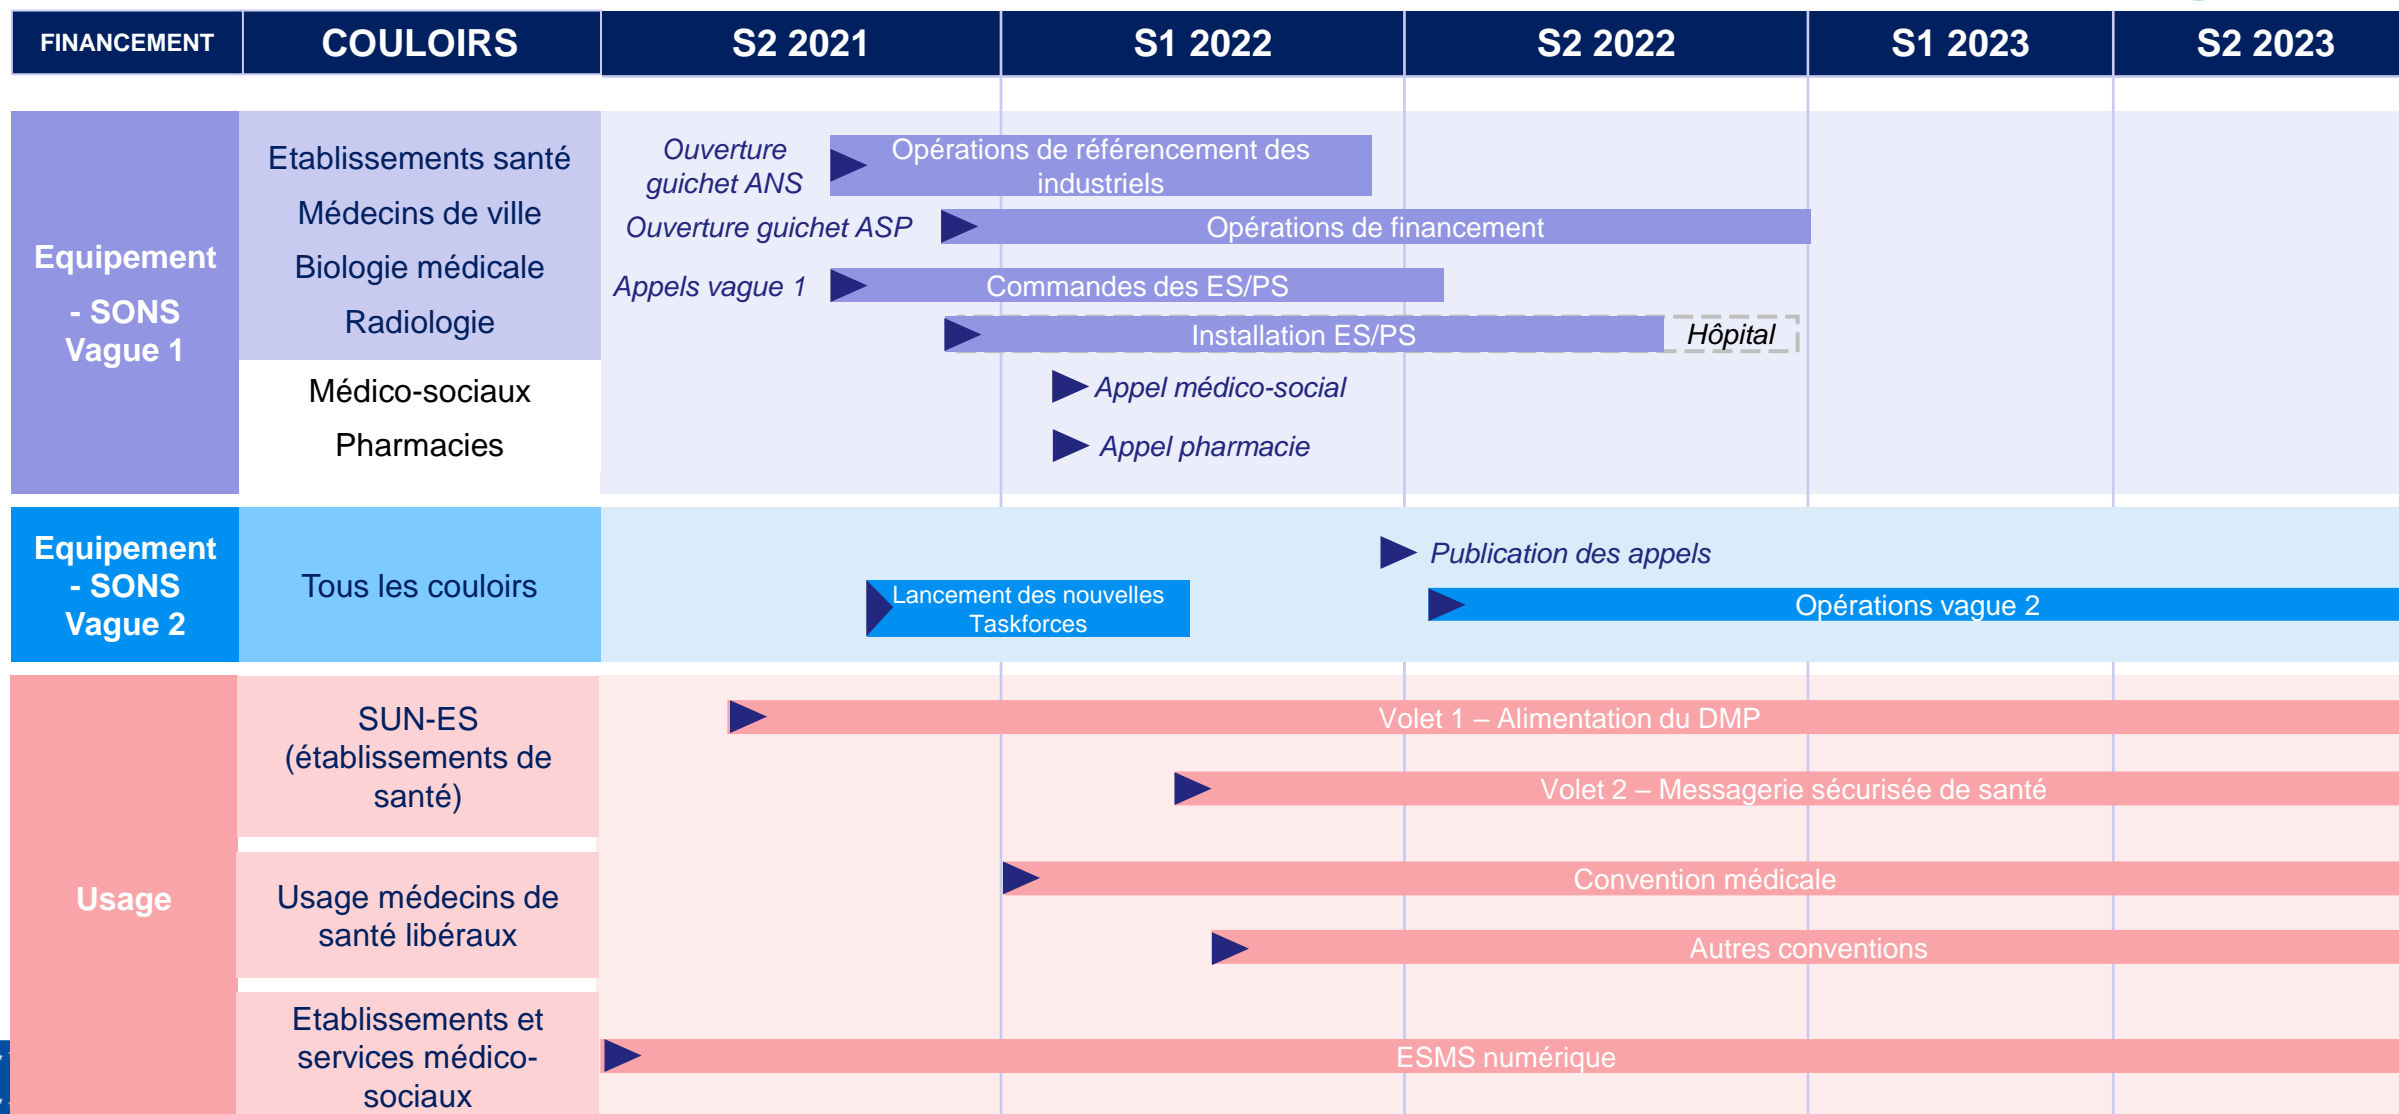 FINANCEMENT
COULOIRS
S2 2021
S1 2022
S2 2022
S1 2023
S2 2023
Equipement
- SONS
Vague 1
Etablissements santé
Médecins de ville
Biologie médicale
Radiologie
Médico-sociaux
Pharmacies
Ouverture
guichet ANS
Opérations de référencement des
industriels
Ouverture guichet ASP
Opérations de financement
Appels vague 1
Commandes des ES/PS
Installation ES/PS
Hôpital
Appel médico-social
Appel pharmacie
Equipement
- SONS
Vague 2
Tous les couloirs
Publication des appels
Lancement des nouvelles
Taskforces
Opérations vague 2
Usage
SUN-ES
(établissements de
santé)
Volet 1 – Alimentation du DMP
Volet 2 – Messagerie sécurisée de santé
Usage médecins de
santé libéraux
Convention médicale
Autres conventions
Etablissements et
services médico-
sociaux
ESMS numérique